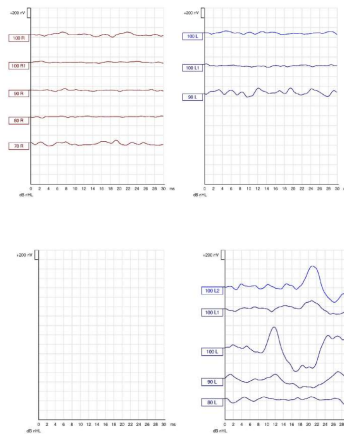 +200 nV
100 R
100 R1
90 R
80 R
70 R
0 2 4 6 8 10 12 14 16 18 20 22 24 26 28 30 ms
dB nHL
+200 nV
100 L
100 L1
90 L
0 2 4 6 8 10 12 14 16 18 20 22 24 26 28 30
dB nHL
+200 nV
0 2 4 6 8 10 12 14 16 18 20 22 24 26 28 30 ms
dB nHL
+200 nV
100 L2
100 L1
100 L
90 L
80 L
0 2 4 6 8 10 12 14 16 18 20 22 24 26 28
dB nHL